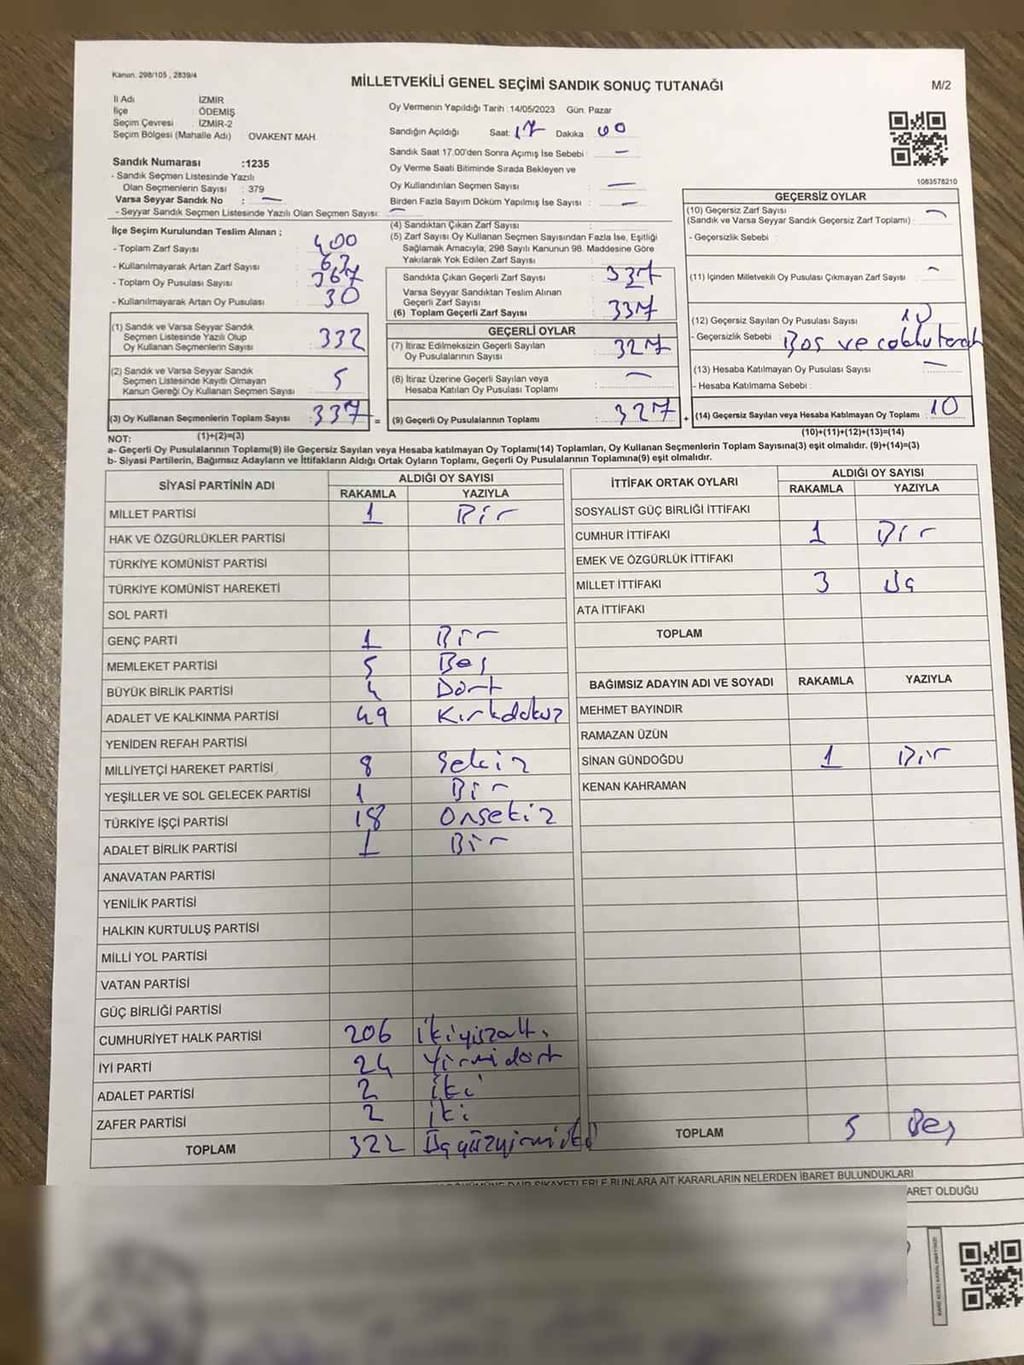 Kanun. 298/105 , 2839/4
MİLLETVEKİLİ GENEL SEÇİMİ SANDIK SONUÇ TUTANAĞI
M/2
İl Adı İZMİR
İlçe ÖDEMİŞ
Seçim Çevresi İZMİR-2
Seçim Bölgesi (Mahalle Adı) OVAKENT MAH.
Oy Vermenin Yapıldığı Tarih : 14/05/2023 Gün. Pazar
Sandığın Açıldığı Saat: 17 Dakika 00
Sandık Saat 17.00'den Sonra Açımış İse Sebebi : —
Oy Verme Saati Bitiminde Sırada Bekleyen ve
Oy Kullandırılan Seçmen Sayısı : —
Birden Fazla Sayım Döküm Yapılmış İse Sayısı : —
1083578210
Sandık Numarası :1235
- Sandık Seçmen Listesinde Yazılı
Olan Seçmenlerin Sayısı : 379
Varsa Seyyar Sandık No : —
- Seyyar Sandık Seçmen Listesinde Yazılı Olan Seçmen Sayısı: —
İlçe Seçim Kurulundan Teslim Alınan ;
- Toplam Zarf Sayısı : 400
- Kullanılmayarak Artan Zarf Sayısı : 63
- Toplam Oy Pusulası Sayısı : 367
- Kullanılmayarak Artan Oy Pusulası : 30
(1) Sandık ve Varsa Seyyar Sandık
Seçmen Listesinde Yazılı Olup
Oy Kullanan Seçmenlerin Sayısı : 332
(2) Sandık ve Varsa Seyyar Sandık
Seçmen Listesinde Kayıtlı Olmayan
Kanun Gereği Oy Kullanan Seçmen Sayısı : 5
(3) Oy Kullanan Seçmenlerin Toplam Sayısı : 337 =
(1)+(2)=(3)
(4) Sandıktan Çıkan Zarf Sayısı :
(5) Zarf Sayısı Oy Kullanan Seçmen Sayısından Fazla İse, Eşitliği
Sağlamak Amacıyla, 298 Sayılı Kanunun 98. Maddesine Göre
Yakılarak Yok Edilen Zarf Sayısı :
Sandıkta Çıkan Geçerli Zarf Sayısı : 337
Varsa Seyyar Sandıktan Teslim Alınan
Geçerli Zarf Sayısı
(6) Toplam Geçerli Zarf Sayısı : 337
GEÇERLİ OYLAR
(7) İtiraz Edilmeksizin Geçerli Sayılan
Oy Pusulalarının Sayısı : 327
(8) İtiraz Üzerine Geçerli Sayılan veya
Hesaba Katılan Oy Pusulası Toplamı : —
(9) Geçerli Oy Pusulalarının Toplamı : 327 +
GEÇERSİZ OYLAR
(10) Geçersiz Zarf Sayısı : —
(Sandık ve Varsa Seyyar Sandık Geçersiz Zarf Toplamı) :
- Geçersizlik Sebebi :
(11) İçinden Milletvekili Oy Pusulası Çıkmayan Zarf Sayısı : —
(12) Geçersiz Sayılan Oy Pusulası Sayısı : 10
- Geçersizlik Sebebi : Boş ve
(13) Hesaba Katılmayan Oy Pusulası Sayısı : —
- Hesaba Katılmama Sebebi :
(14) Geçersiz Sayılan veya Hesaba Katılmayan Oy Toplamı : 10
(10)+(11)+(12)+(13)=(14)
NOT:
a- Geçerli Oy Pusulalarının Toplamı(9) ile Geçersiz Sayılan veya Hesaba katılmayan Oy Toplamı(14) Toplamları, Oy Kullanan Seçmenlerin Toplam Sayısına(3) eşit olmalıdır. (9)+(14)=(3)
b- Siyasi Partilerin, Bağımsız Adayların ve İttifakların Aldığı Ortak Oyların Toplamı, Geçerli Oy Pusulalarının Toplamına(9) eşit olmalıdır.
SİYASİ PARTİNİN ADI ALDIĞI OY SAYISI
RAKAMLA YAZIYLA
MİLLET PARTİSİ 1 Bir
HAK VE ÖZGÜRLÜKLER PARTİSİ
TÜRKİYE KOMÜNİST PARTİSİ
TÜRKİYE KOMÜNİST HAREKETİ
SOL PARTİ
GENÇ PARTİ 1 Bir
MEMLEKET PARTİSİ 5 Beş
BÜYÜK BİRLİK PARTİSİ 4 Dört
ADALET VE KALKINMA PARTİSİ 49 Kırkdokuz
YENİDEN REFAH PARTİSİ
MİLLİYETÇİ HAREKET PARTİSİ 8 Sekiz
YEŞİLLER VE SOL GELECEK PARTİSİ 1 Bir
TÜRKİYE İŞÇİ PARTİSİ 18 Onsekiz
ADALET BİRLİK PARTİSİ 1 Bir
ANAVATAN PARTİSİ
YENİLİK PARTİSİ
HALKIN KURTULUŞ PARTİSİ
MİLLİ YOL PARTİSİ
VATAN PARTİSİ
GÜÇ BİRLİĞİ PARTİSİ
CUMHURİYET HALK PARTİSİ 206 İkiyüzaltı
İYİ PARTİ 24 Yirmidört
ADALET PARTİSİ 2 İki
ZAFER PARTİSİ 2 İki
TOPLAM 322 Üçyüzyirmiiki
İTTİFAK ORTAK OYLARI ALDIĞI OY SAYISI
RAKAMLA YAZIYLA
SOSYALİST GÜÇ BİRLİĞİ İTTİFAKI
CUMHUR İTTİFAKI 1 Bir
EMEK VE ÖZGÜRLÜK İTTİFAKI
MİLLET İTTİFAKI 3 Üç
ATA İTTİFAKI
TOPLAM
BAĞIMSIZ ADAYIN ADI VE SOYADI RAKAMLA YAZIYLA
MEHMET BAYINDIR
RAMAZAN ÜZÜN
SİNAN GÜNDOĞDU 1 Bir
KENAN KAHRAMAN
TOPLAM 5 Beş
ŞİKAYETLERLE BUNLARA AİT KARARLARIN NELERDEN İBARET BULUNDUKLARI
ARET OLDUĞU